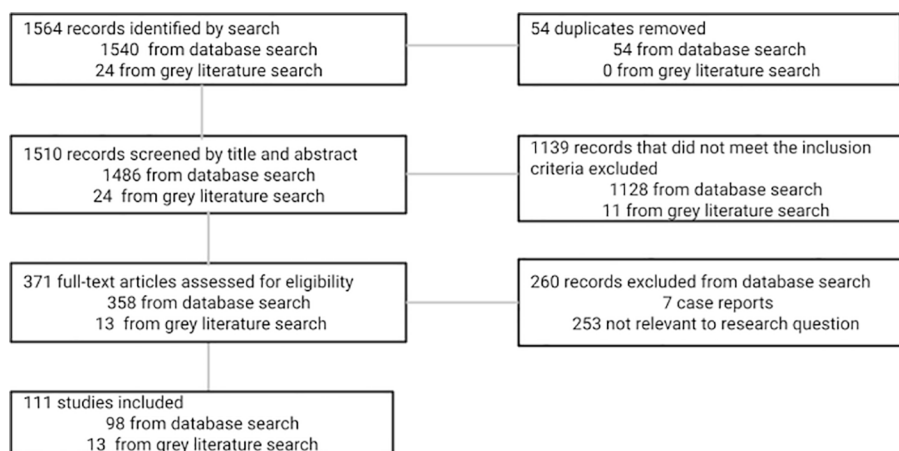 1564 records identified by search
1540 from database search
24 from grey literature search
54 duplicates removed
54 from database search
0 from grey literature search
1510 records screened by title and abstract
1486 from database search
24 from grey literature search
1139 records that did not meet the inclusion
criteria excluded
1128 from database search
11 from grey literature search
371 full-text articles assessed for eligibility
358 from database search
13 from grey literature search
260 records excluded from database search
7 case reports
253 not relevant to research question
111 studies included
98 from database search
13 from grey literature search